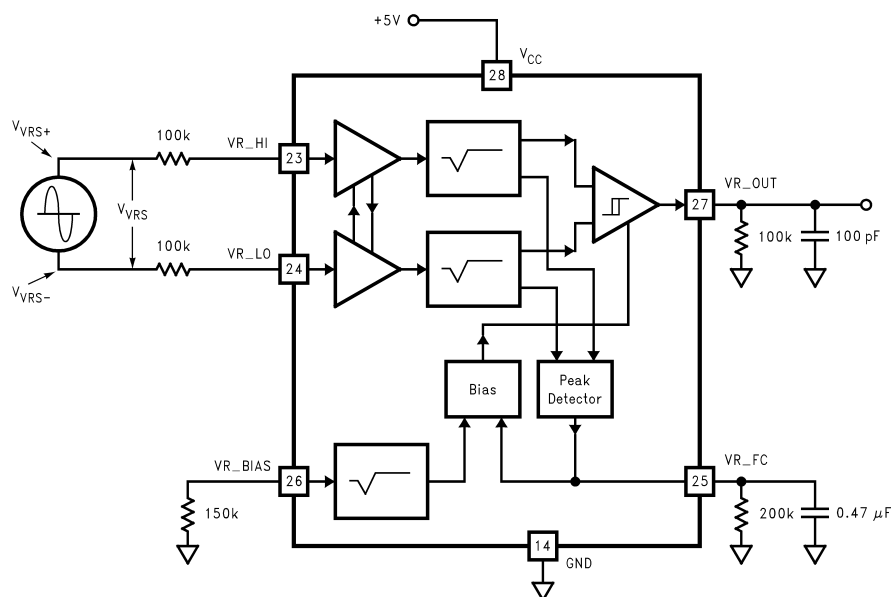 +5V
VCC
28
VVRS+
100k
VR_HI
23
VVRS
100k
VR_LO
24
VVRS−
VR_OUT
27
100k
100 pF
Bias
Peak
Detector
VR_BIAS
26
150k
VR_FC
25
200k
0.47 μF
14
GND